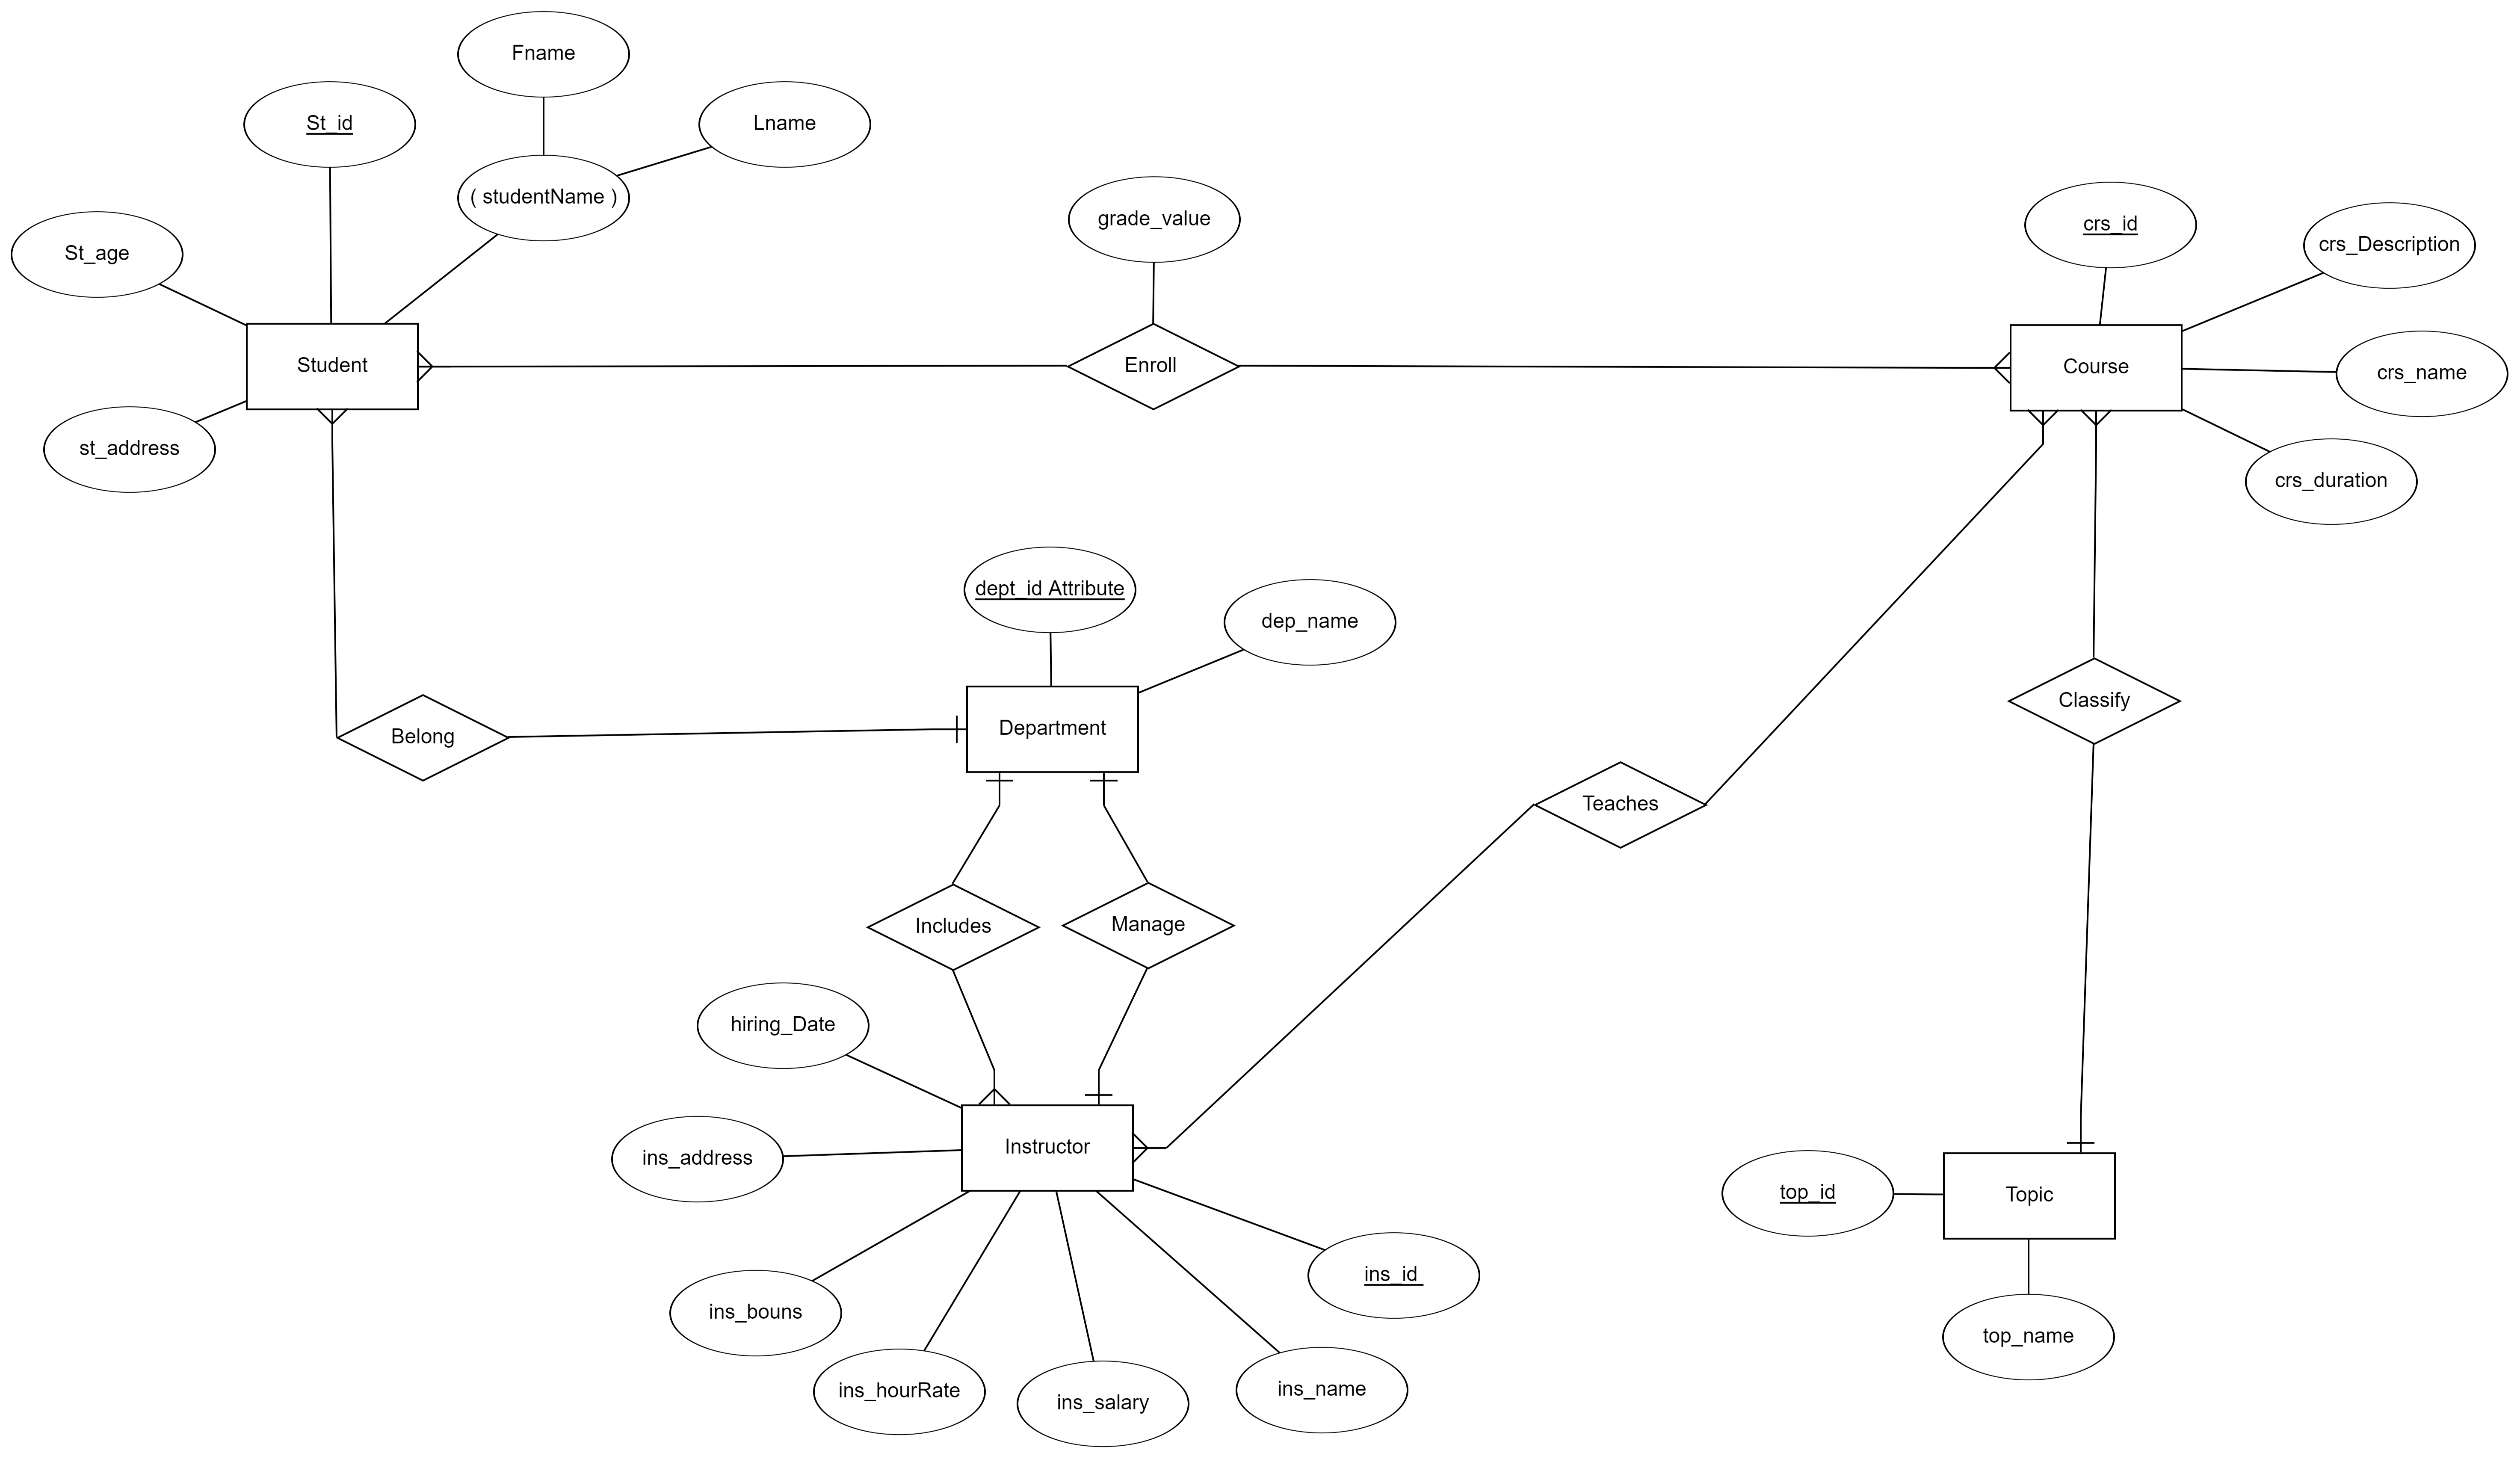 Fname
St_id
Lname
( studentName )
grade_value
crs_id
crs_Description
St_age
Student
Enroll
Course
crs_name
st_address
crs_duration
dept_id Attribute
dep_name
Belong
Department
Classify
Teaches
Includes
Manage
hiring_Date
ins_address
Instructor
top_id
Topic
ins_id
ins_bouns
top_name
ins_hourRate
ins_salary
ins_name